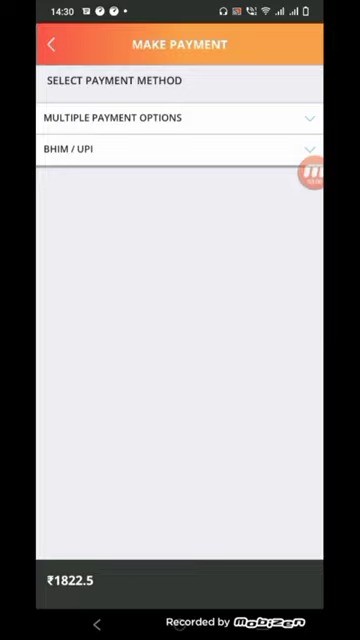 14:30
MAKE PAYMENT
SELECT PAYMENT METHOD
MULTIPLE PAYMENT OPTIONS
BHIM / UPI
₹1822.5
Recorded by mobizen